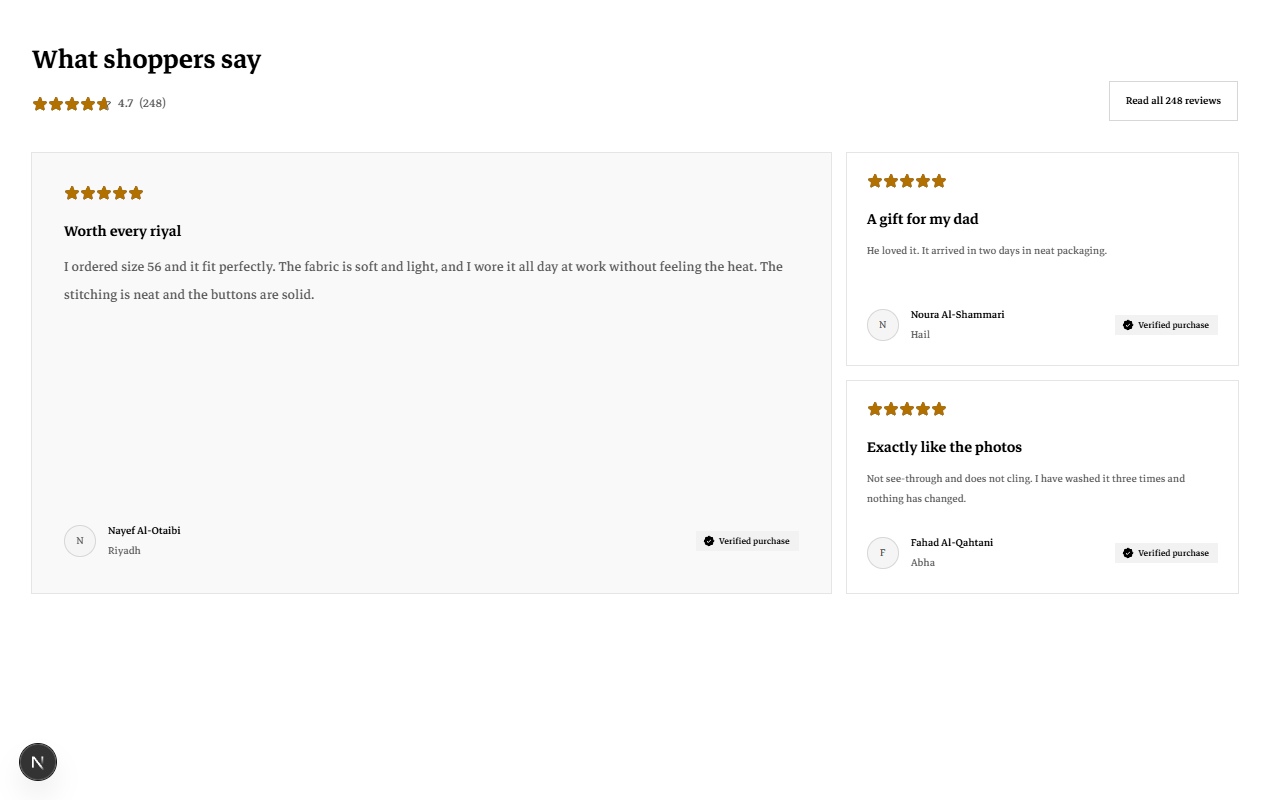 What shoppers say
4.7 (248)
Read all 248 reviews
Worth every riyal
I ordered size 56 and it fit perfectly. The fabric is soft and light, and I wore it all day at work without feeling the heat. The
stitching is neat and the buttons are solid.
N
Nayef Al-Otaibi
Riyadh
Verified purchase
A gift for my dad
He loved it. It arrived in two days in neat packaging.
N
Noura Al-Shammari
Hail
Verified purchase
Exactly like the photos
Not see-through and does not cling. I have washed it three times and
nothing has changed.
F
Fahad Al-Qahtani
Abha
Verified purchase
N